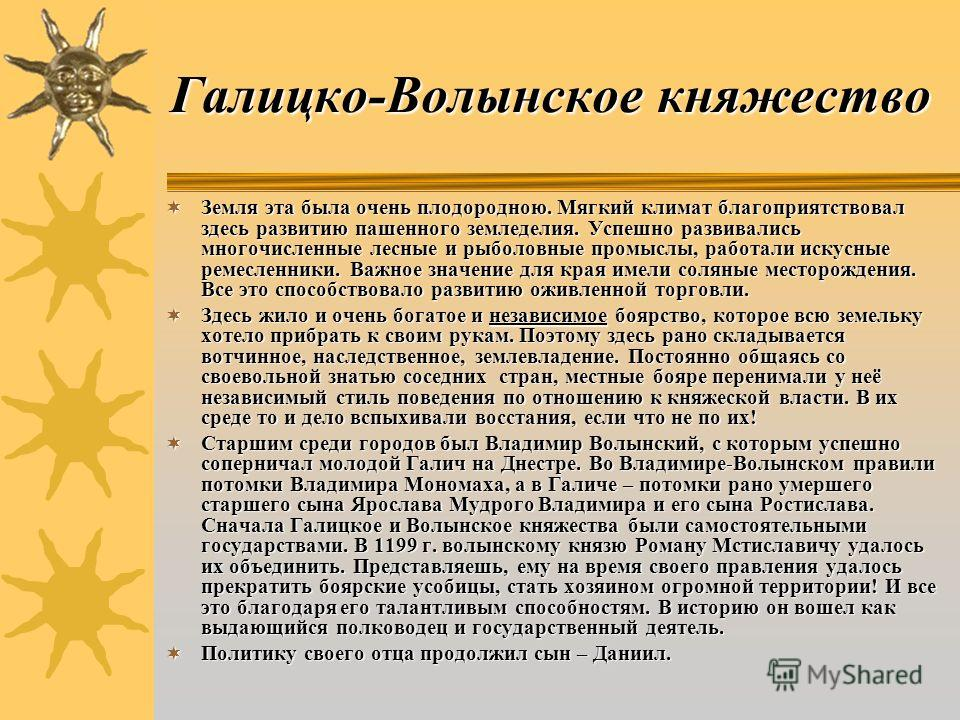 Галицко-Волынское княжество
Земля эта была очень плодородною. Мягкий климат благоприятствовал
здесь развитию пашенного земледелия. Успешно развивались
многочисленные лесные и рыболовные промыслы, работали искусные
ремесленники. Важное значение для края имели соляные месторождения.
Все это способствовало развитию оживленной торговли.
Здесь жило и очень богатое и независимое боярство, которое всю земельку
хотело прибрать к своим рукам. Поэтому здесь рано складывается
вотчинное, наследственное, землевладение. Постоянно общаясь со
своевольной знатью соседних стран, местные бояре перенимали у неё
независимый стиль поведения по отношению к княжеской власти. В их
среде то и дело вспыхивали восстания, если что не по их!
Старшим среди городов был Владимир Волынский, с которым успешно
соперничал молодой Галич на Днестре. Во Владимире-Волынском правили
потомки Владимира Мономаха, а в Галиче – потомки рано умершего
старшего сына Ярослава Мудрого Владимира и его сына Ростислава.
Сначала Галицкое и Волынское княжества были самостоятельными
государствами. В 1199 г. волынскому князю Роману Мстиславичу удалось
их объединить. Представляешь, ему на время своего правления удалось
прекратить боярские усобицы, стать хозяином огромной территории! И все
это благодаря его талантливым способностям. В историю он вошел как
выдающийся полководец и государственный деятель.
Политику своего отца продолжил сын – Даниил.
MyShared